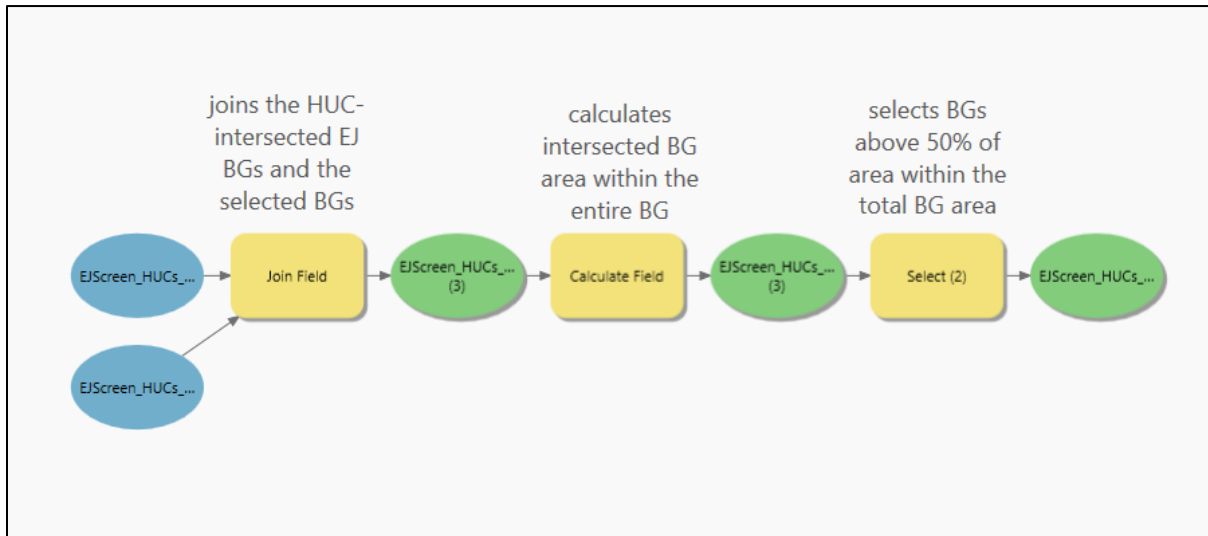 joins the HUC-
intersected EJ
BGs and the
selected BGs
calculates
intersected BG
area within the
entire BG
selects BGs
above 50% of
area within the
total BG area
EJScreen_HUCs_...
Join Field
EJScreen_HUCs_...
(3)
Calculate Field
EJScreen_HUCs_...
(3)
Select (2)
EJScreen_HUCs_...
EJScreen_HUCs_...